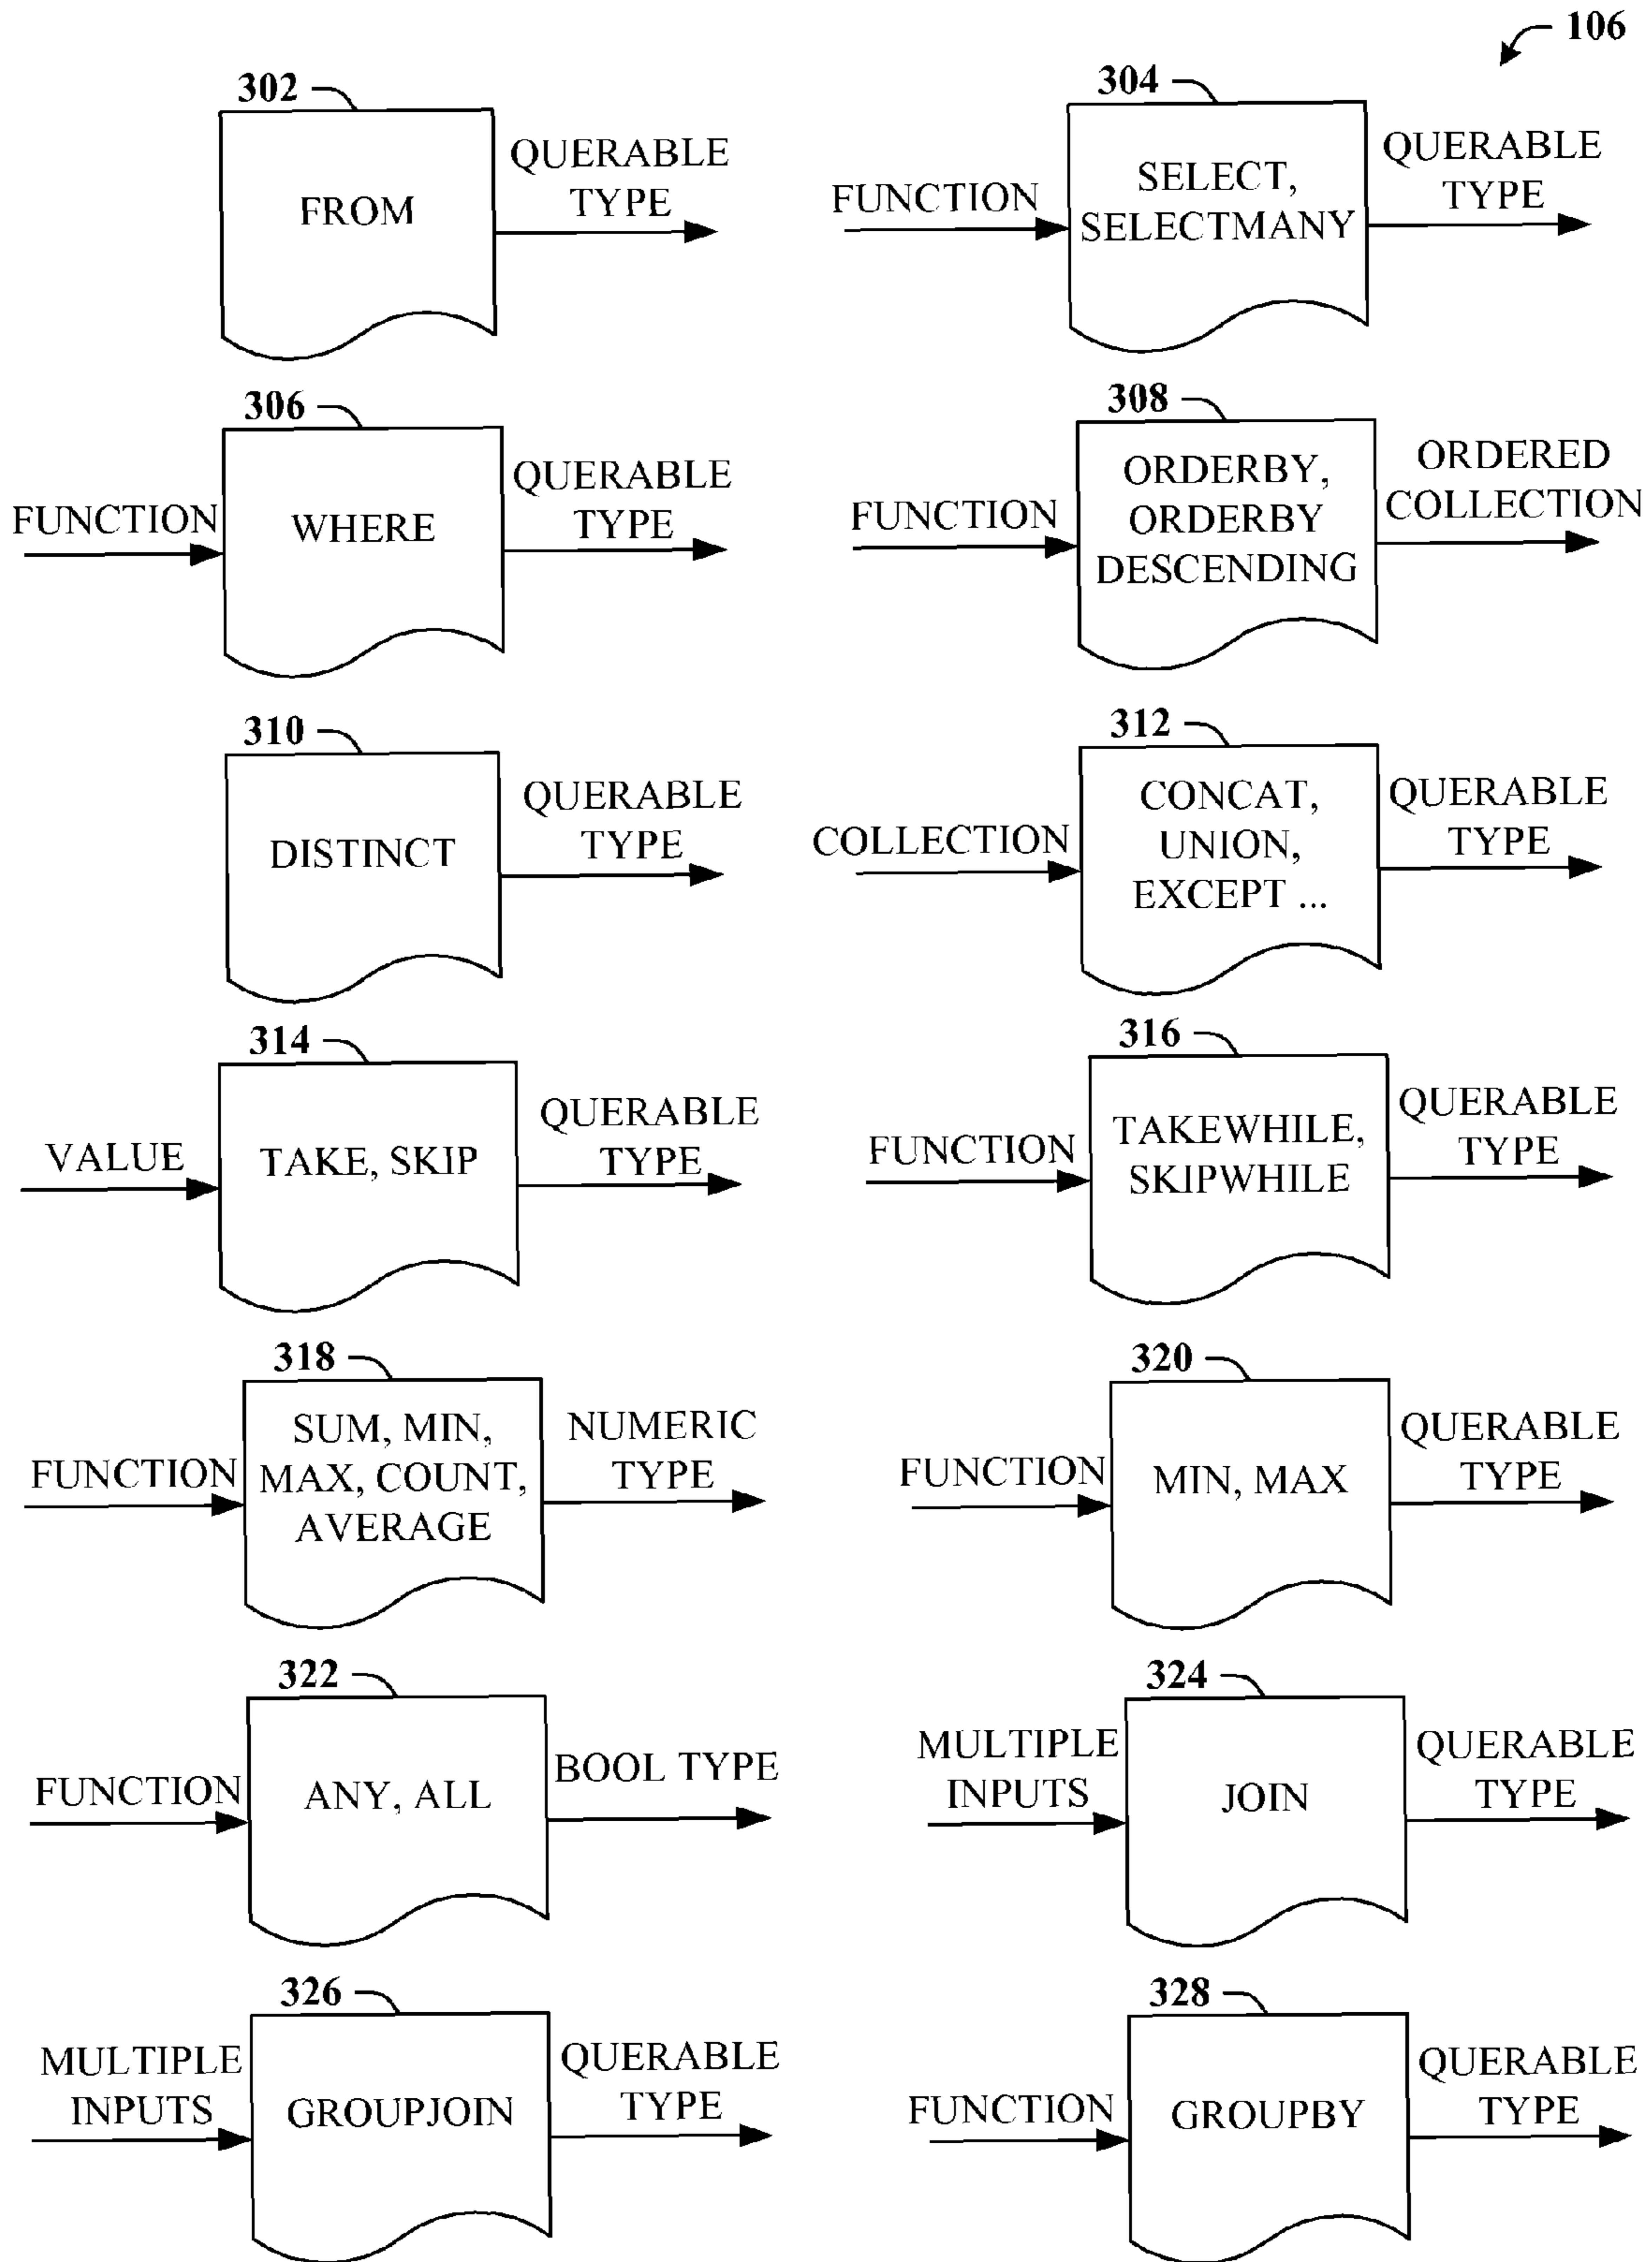 106
302
FROM
QUERABLE
TYPE
304
FUNCTION
SELECT,
SELECTMANY
QUERABLE
TYPE
306
FUNCTION
WHERE
QUERABLE
TYPE
308
FUNCTION
ORDERBY,
ORDERBY
DESCENDING
ORDERED
COLLECTION
310
DISTINCT
QUERABLE
TYPE
312
COLLECTION
CONCAT,
UNION,
EXCEPT ...
QUERABLE
TYPE
314
VALUE
TAKE, SKIP
QUERABLE
TYPE
316
FUNCTION
TAKEWHILE,
SKIPWHILE
QUERABLE
TYPE
318
FUNCTION
SUM, MIN,
MAX, COUNT,
AVERAGE
NUMERIC
TYPE
320
FUNCTION
MIN, MAX
QUERABLE
TYPE
322
FUNCTION
ANY, ALL
BOOL TYPE
324
MULTIPLE
INPUTS
JOIN
QUERABLE
TYPE
326
MULTIPLE
INPUTS
GROUPJOIN
QUERABLE
TYPE
328
FUNCTION
GROUPBY
QUERABLE
TYPE